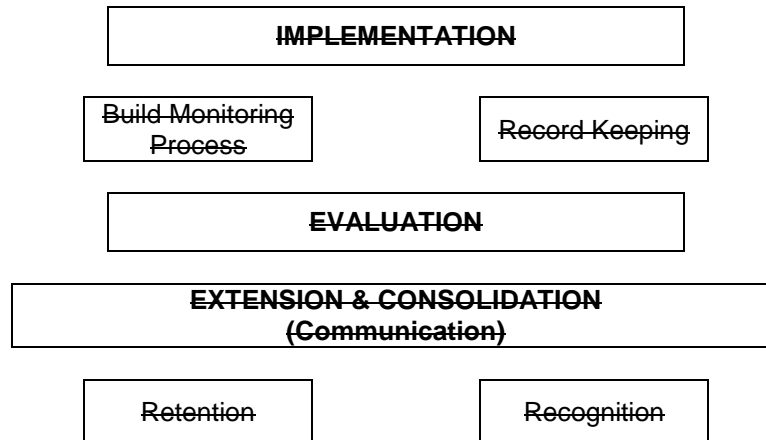 IMPLEMENTATION
Build Monitoring
Process
Record Keeping
EVALUATION
EXTENSION & CONSOLIDATION
(Communication)
Retention
Recognition